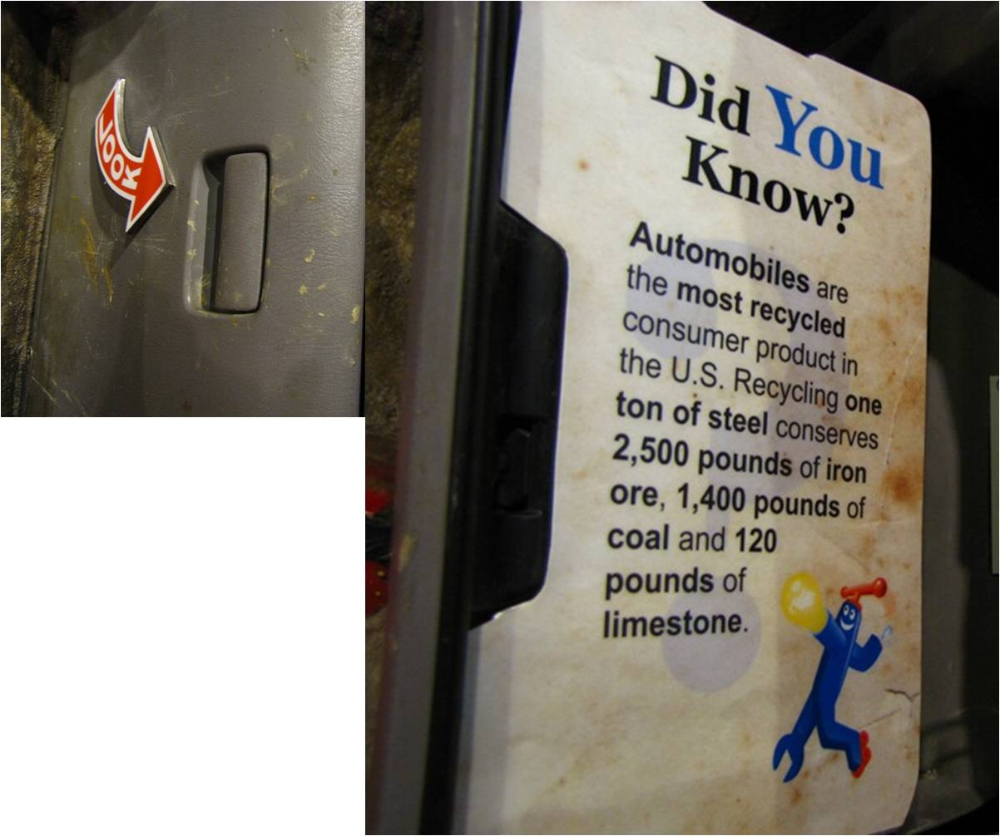 LOOK
Did You
Know?
Automobiles are
the most recycled
consumer product in
the U.S. Recycling one
ton of steel conserves
2,500 pounds of iron
ore, 1,400 pounds of
coal and 120
pounds of
limestone.